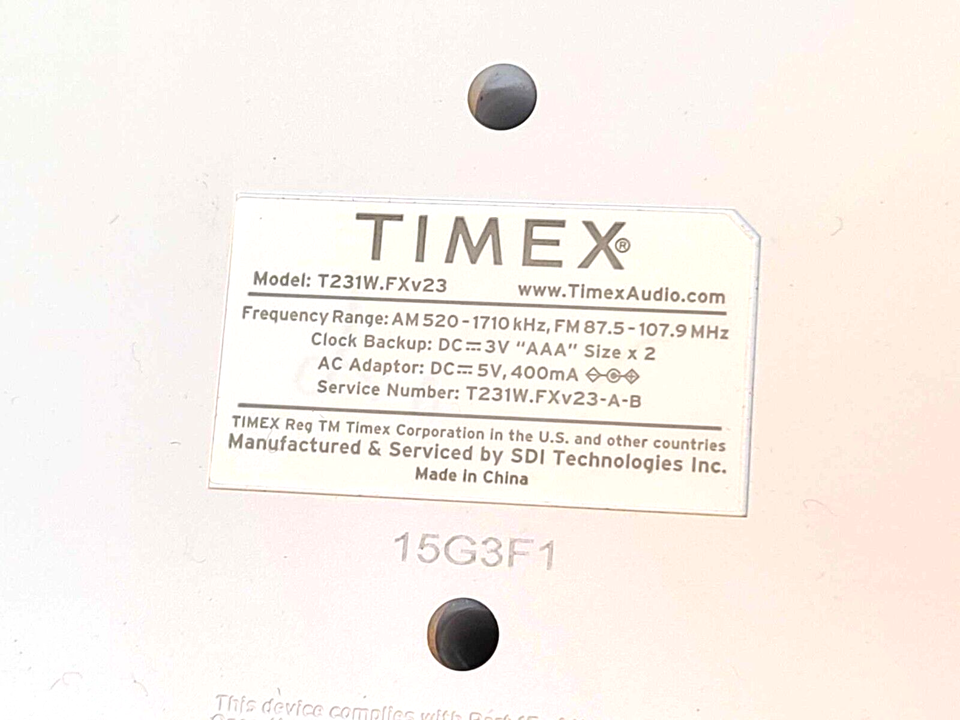 TIMEX®
Model: T231W.FXv23 www.TimexAudio.com
Frequency Range: AM 520-1710 kHz, FM 87.5-107.9 MHz
Clock Backup: DC⎓3V "AAA" Size x 2
AC Adaptor: DC⎓5V, 400mA
Service Number: T231W.FXv23-A-B
TIMEX Reg TM Timex Corporation in the U.S. and other countries
Manufactured & Serviced by SDI Technologies Inc.
Made in China
15G3F1
This device complies with Part